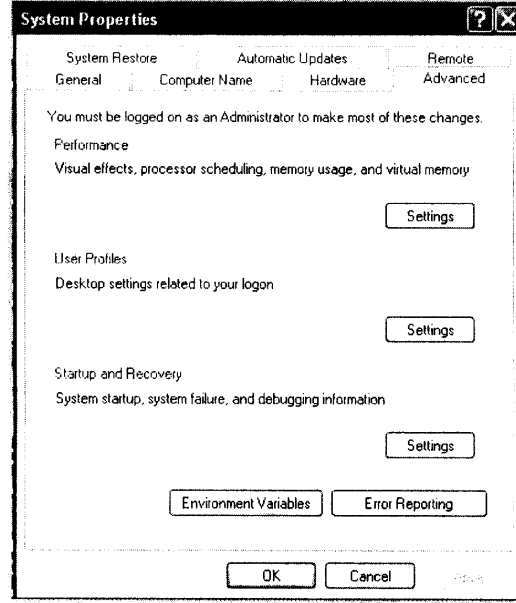 System Properties
System Restore Automatic Updates Remote
General Computer Name Hardware Advanced
You must be logged on as an Administrator to make most of these changes.
Performance
Visual effects, processor scheduling, memory usage, and virtual memory
Settings
User Profiles
Desktop settings related to your logon
Settings
Startup and Recovery
System startup, system failure, and debugging information
Settings
Environment Variables Error Reporting
OK Cancel